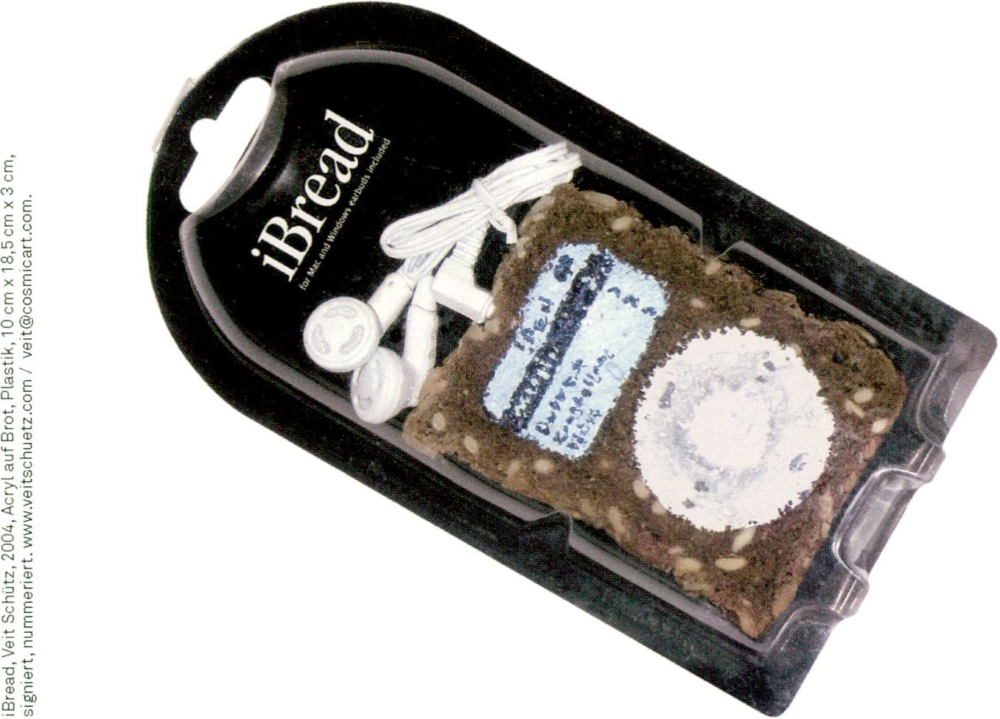 iBread, Veit Schütz, 2004, Acryl auf Brot, Plastik, 10 cm x 18,5 cm x 3 cm,
signiert, nummeriert. www.veitschuetz.com / veit@cosmicart.com.
iBread
for Mac and Windows earbuds included